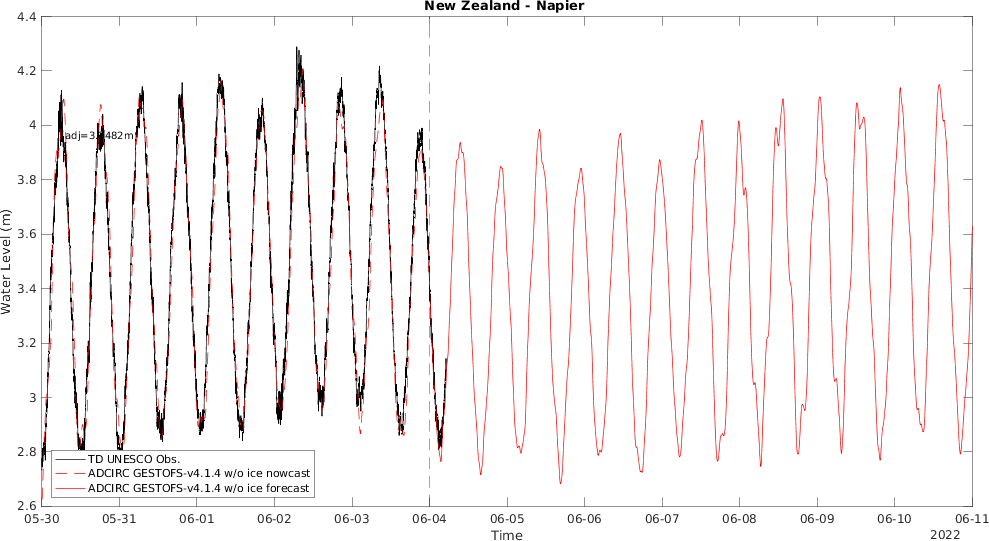 New Zealand - Napier
4.4
4.2
4
3.8
3.6
3.4
3.2
3
2.8
2.6
Water Level (m)
TD UNESCO Obs.
ADCIRC GESTOFS-v4.1.4 w/o ice nowcast
ADCIRC GESTOFS-v4.1.4 w/o ice forecast
05-30 05-31 06-01 06-02 06-03 06-04 06-05 06-06 06-07 06-08 06-09 06-10 06-11
Time
2022